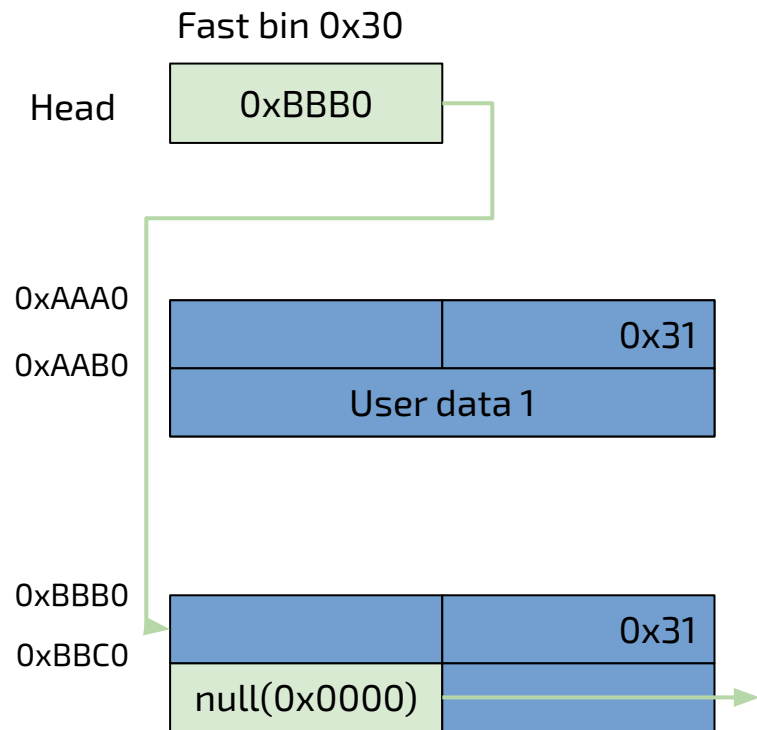 Fast bin 0x30
Head
0xBBB0
0xAAA0
0x31
0xAAB0
User data 1
0xBBB0
0x31
0xBBC0
null(0x0000)